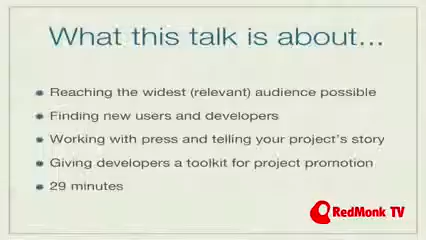 What this talk is about...
Reaching the widest (relevant) audience possible
Finding new users and developers
Working with press and telling your project's story
Giving developers a toolkit for project promotion
29 minutes
RedMonk TV